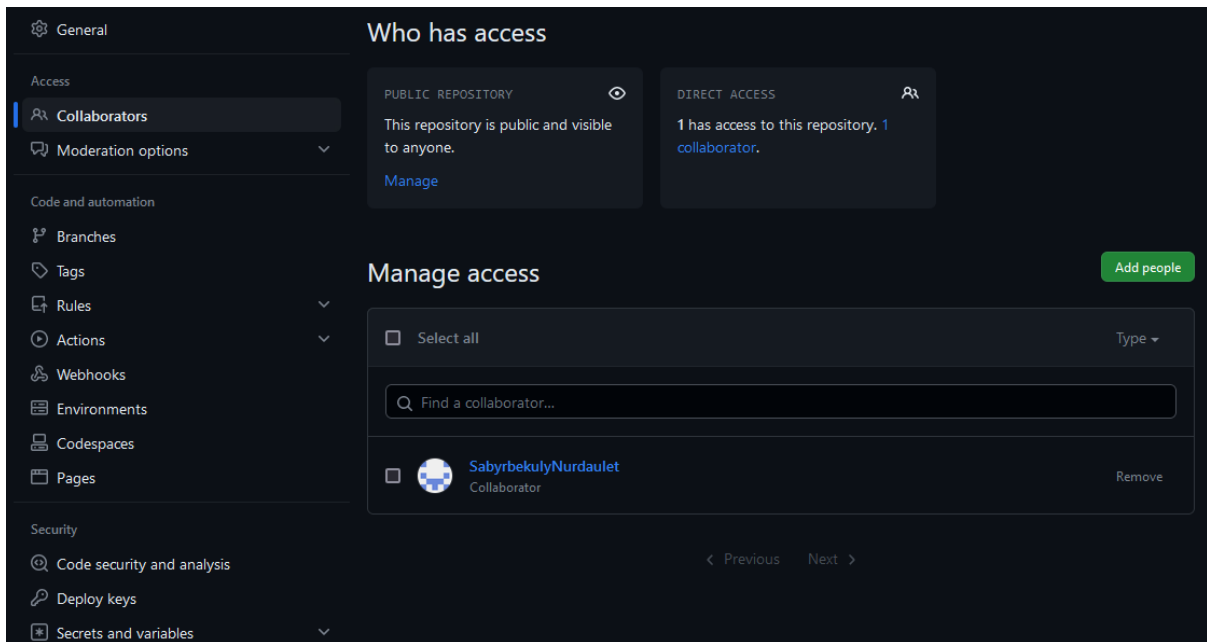 General
Access
Collaborators
Moderation options
Code and automation
Branches
Tags
Rules
Actions
Webhooks
Environments
Codespaces
Pages
Security
Code security and analysis
Deploy keys
Secrets and variables
Who has access
PUBLIC REPOSITORY
This repository is public and visible
to anyone.
Manage
DIRECT ACCESS
1 has access to this repository. 1
collaborator.
Manage access
Add people
Select all
Type
Find a collaborator...
SabyrbekulyNurdaulet
Collaborator
Remove
Previous
Next